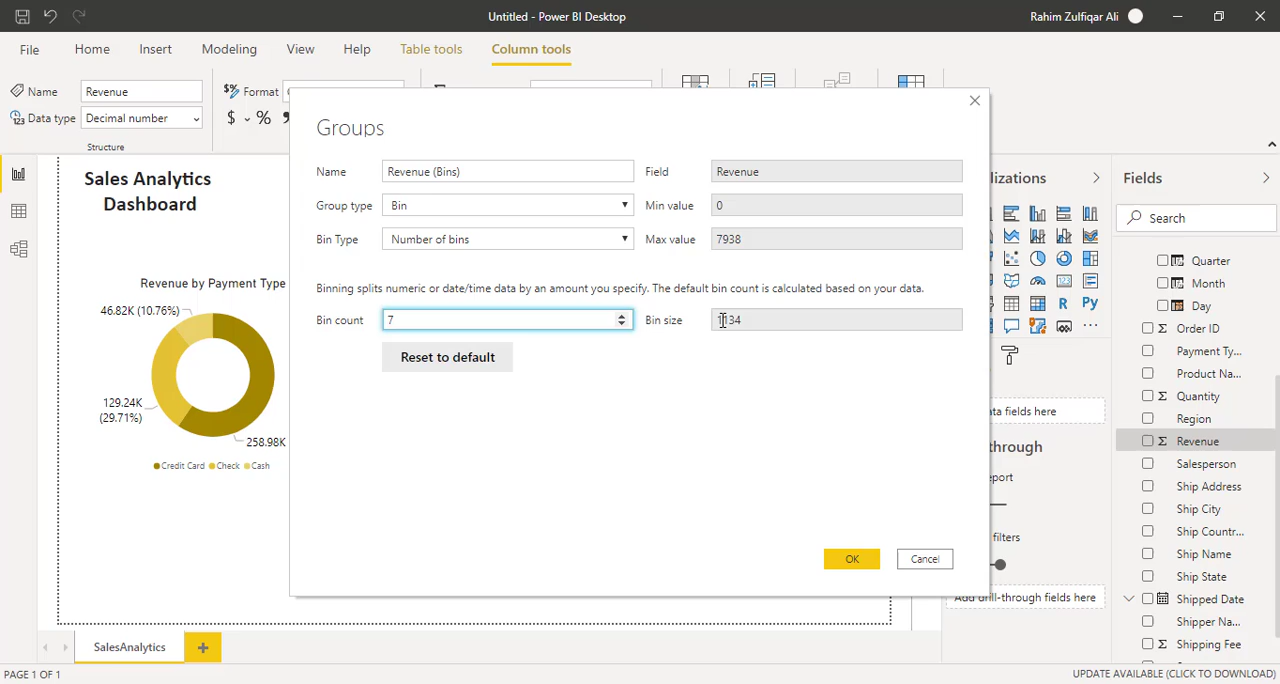 Untitled - Power BI Desktop
Rahim Zulfiqar Ali
File Home Insert Modeling View Help Table tools Column tools
Name Revenue
Format
Data type Decimal number
$ %
Structure
Groups
Name Revenue (Bins) Field Revenue
Group type Bin Min value 0
Bin Type Number of bins Max value 7938
Binning splits numeric or date/time data by an amount you specify. The default bin count is calculated based on your data.
Bin count 7 Bin size 1134
Reset to default
OK Cancel
Sales Analytics
Dashboard
Revenue by Payment Type
46.82K (10.76%)
129.24K
(29.71%)
258.98K
Credit Card Check Cash
Fields
Search
Quarter
Month
Day
Order ID
Payment Ty...
Product Na...
Quantity
Region
Revenue
Salesperson
Ship Address
Ship City
Ship Countr...
Ship Name
Ship State
Shipped Date
Shipper Na...
Shipping Fee
R Py
...
fields here
through
filters
Add drill-through fields here
SalesAnalytics
+
PAGE 1 OF 1
UPDATE AVAILABLE (CLICK TO DOWNLOAD)